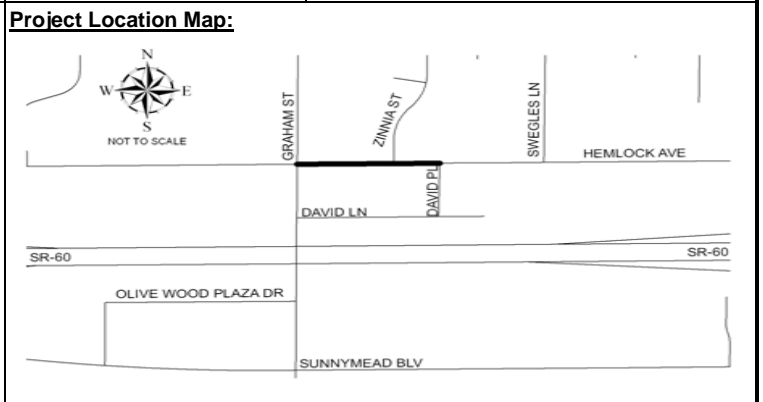 Project Location Map:
N
W
E
S
NOT TO SCALE
GRAHAM ST
ZINNIA ST
SWEGLES LN
HEMLOCK AVE
DAVID PL
DAVID LN
SR-60
SR-60
OLIVE WOOD PLAZA DR
SUNNYMEAD BLV